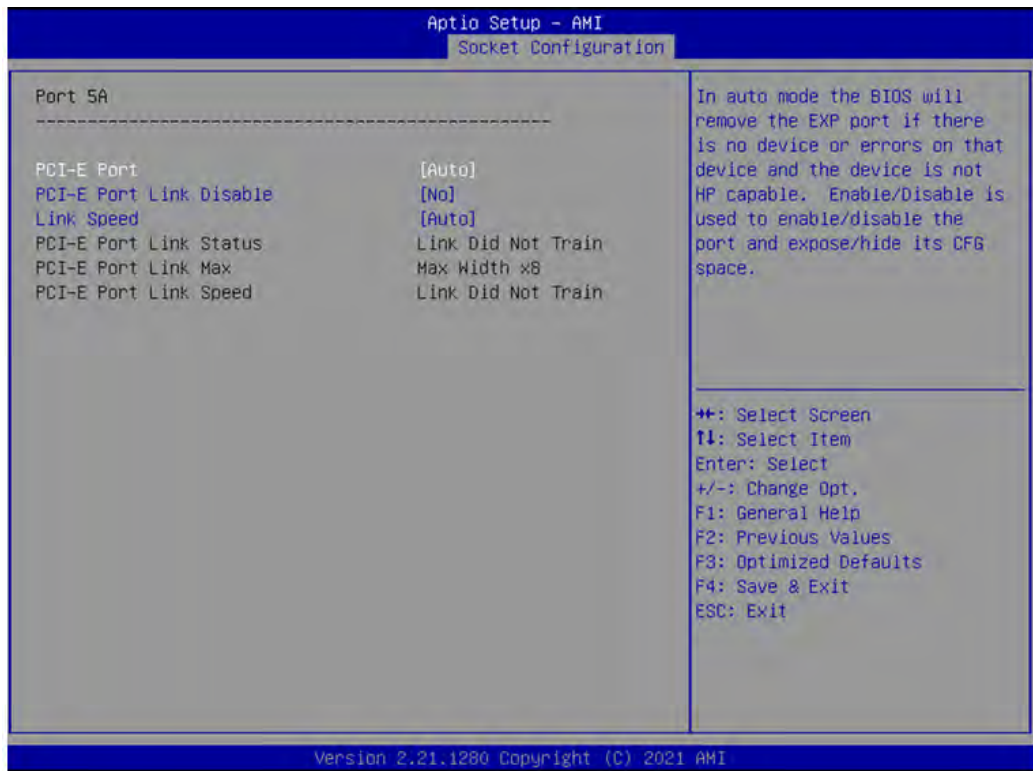 Aptio Setup – AMI
Socket Configuration
Port 5A
--------------------------------------------------
PCI-E Port [Auto]
PCI-E Port Link Disable [No]
Link Speed [Auto]
PCI-E Port Link Status Link Did Not Train
PCI-E Port Link Max Max Width x8
PCI-E Port Link Speed Link Did Not Train
In auto mode the BIOS will
remove the EXP port if there
is no device or errors on that
device and the device is not
HP capable. Enable/Disable is
used to enable/disable the
port and expose/hide its CFG
space.
→←: Select Screen
↑↓: Select Item
Enter: Select
+/-: Change Opt.
F1: General Help
F2: Previous Values
F3: Optimized Defaults
F4: Save & Exit
ESC: Exit
Version 2.21.1280 Copyright (C) 2021 AMI